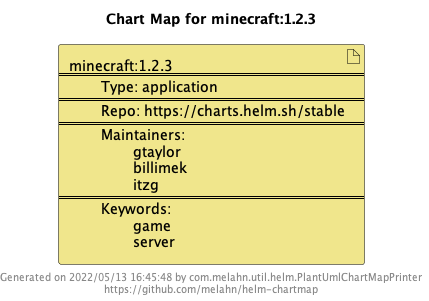 Chart Map for minecraft:1.2.3
minecraft:1.2.3
Type: application
Repo: https://charts.helm.sh/stable
Maintainers:
gtaylor
billimek
itzg
Keywords:
game
server
Generated on 2022/05/13 16:45:48 by com.melahn.util.helm.PlantUmlChartMapPrinter
https://github.com/melahn/helm-chartmap